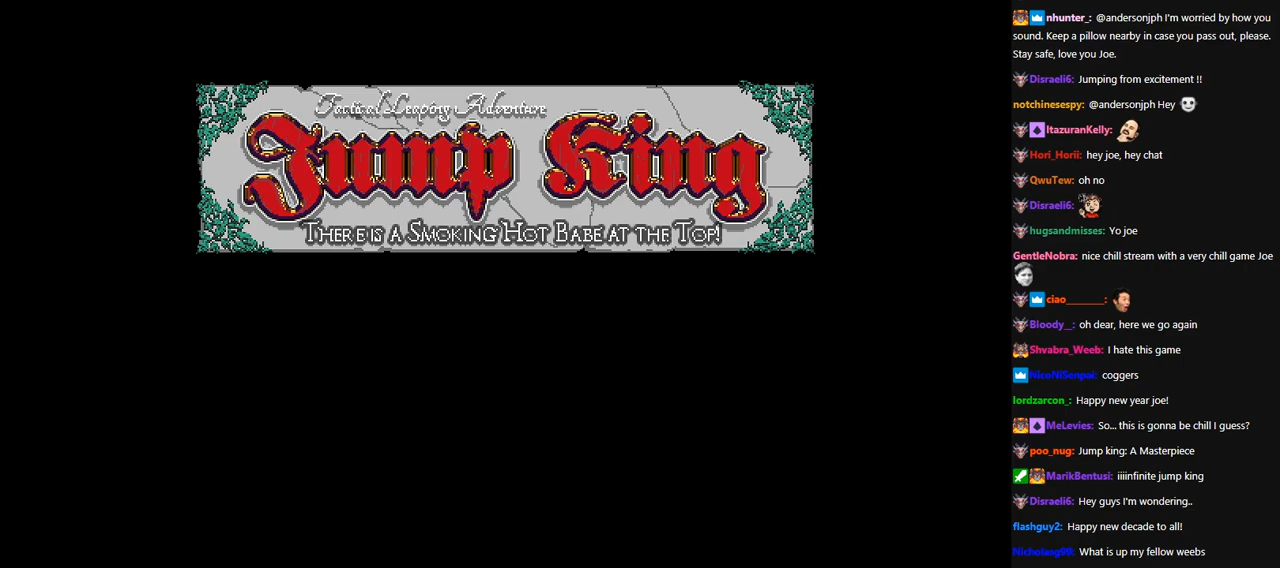 Tactical Leaping Adventure
Jump King
There is a Smoking Hot Babe at the Top!
nhunter_: @andersonjph I'm worried by how you
sound. Keep a pillow nearby in case you pass out, please.
Stay safe, love you Joe.
Disraeli6: Jumping from excitement !!
notchinesespy: @andersonjph Hey
ItazuranKelly:
Hori_Horii: hey joe, hey chat
QwuTew: oh no
Disraeli6:
hugsandmisses: Yo joe
GentleNobra: nice chill stream with a very chill game Joe
ciao________:
Bloody__: oh dear, here we go again
Shvabra_Weeb: I hate this game
NicoNiSenpai: coggers
lordzarcon_: Happy new year joe!
MeLevies: So... this is gonna be chill I guess?
poo_nug: Jump king: A Masterpiece
MarikBentusi: iiiinfinite jump king
Disraeli6: Hey guys I'm wondering..
flashguy2: Happy new decade to all!
Nicholasg99: What is up my fellow weebs